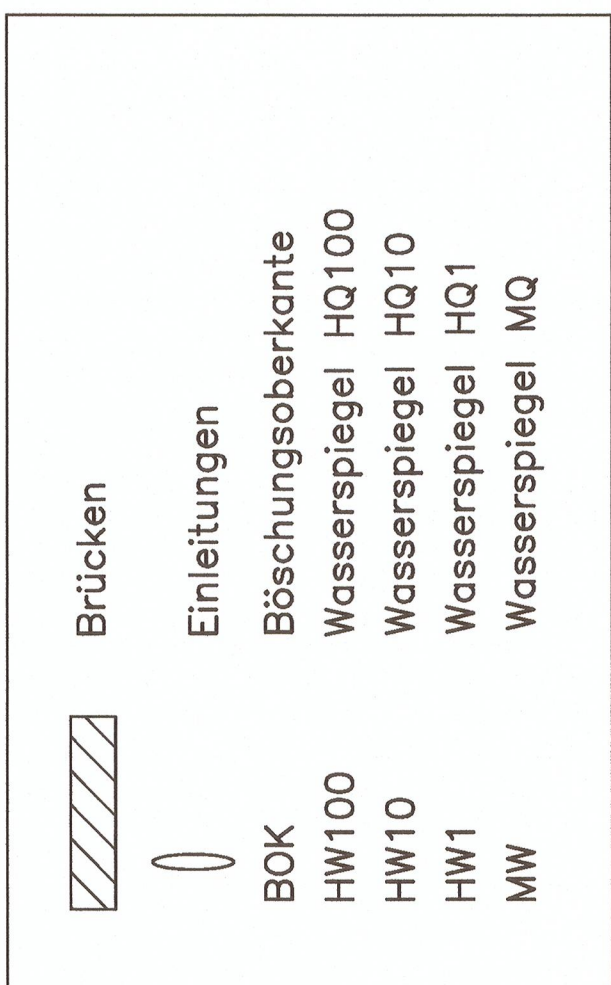 Brücken
Einleitungen
BOK Böschungsoberkante
HW100 Wasserspiegel HQ100
HW10 Wasserspiegel HQ10
HW1 Wasserspiegel HQ1
MW Wasserspiegel MQ